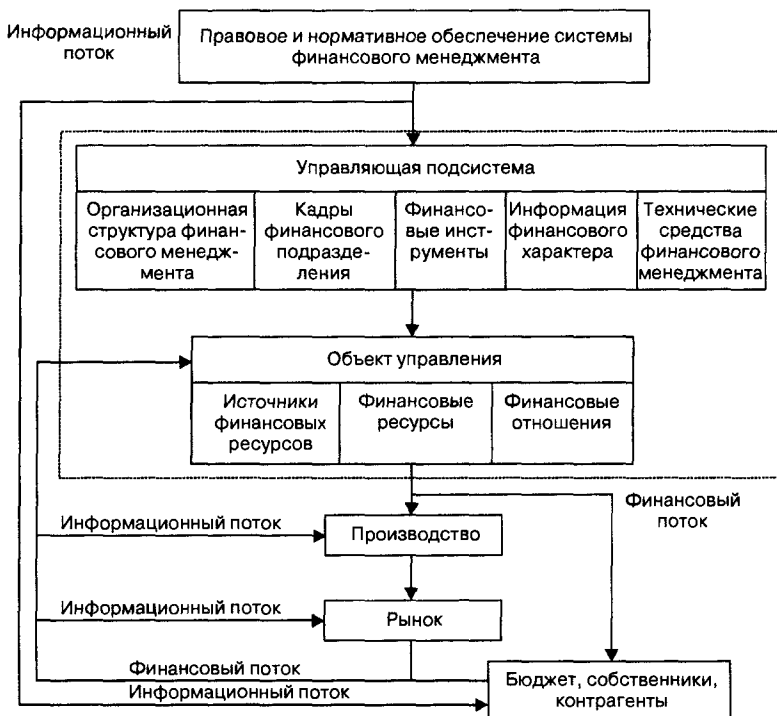 Информационный
поток
Правовое и нормативное обеспечение системы
финансового менеджмента
Управляющая подсистема
Организационная
структура финан-
сового менедж-
мента
Кадры
финансового
подразде-
ления
Финансо-
вые инст-
рументы
Информация
финансового
характера
Технические
средства
финансового
менеджмента
Объект управления
Источники
финансовых
ресурсов
Финансовые
ресурсы
Финансовые
отношения
Финансовый
поток
Информационный поток
Производство
Информационный поток
Рынок
Финансовый поток
Информационный поток
Бюджет, собственники,
контрагенты